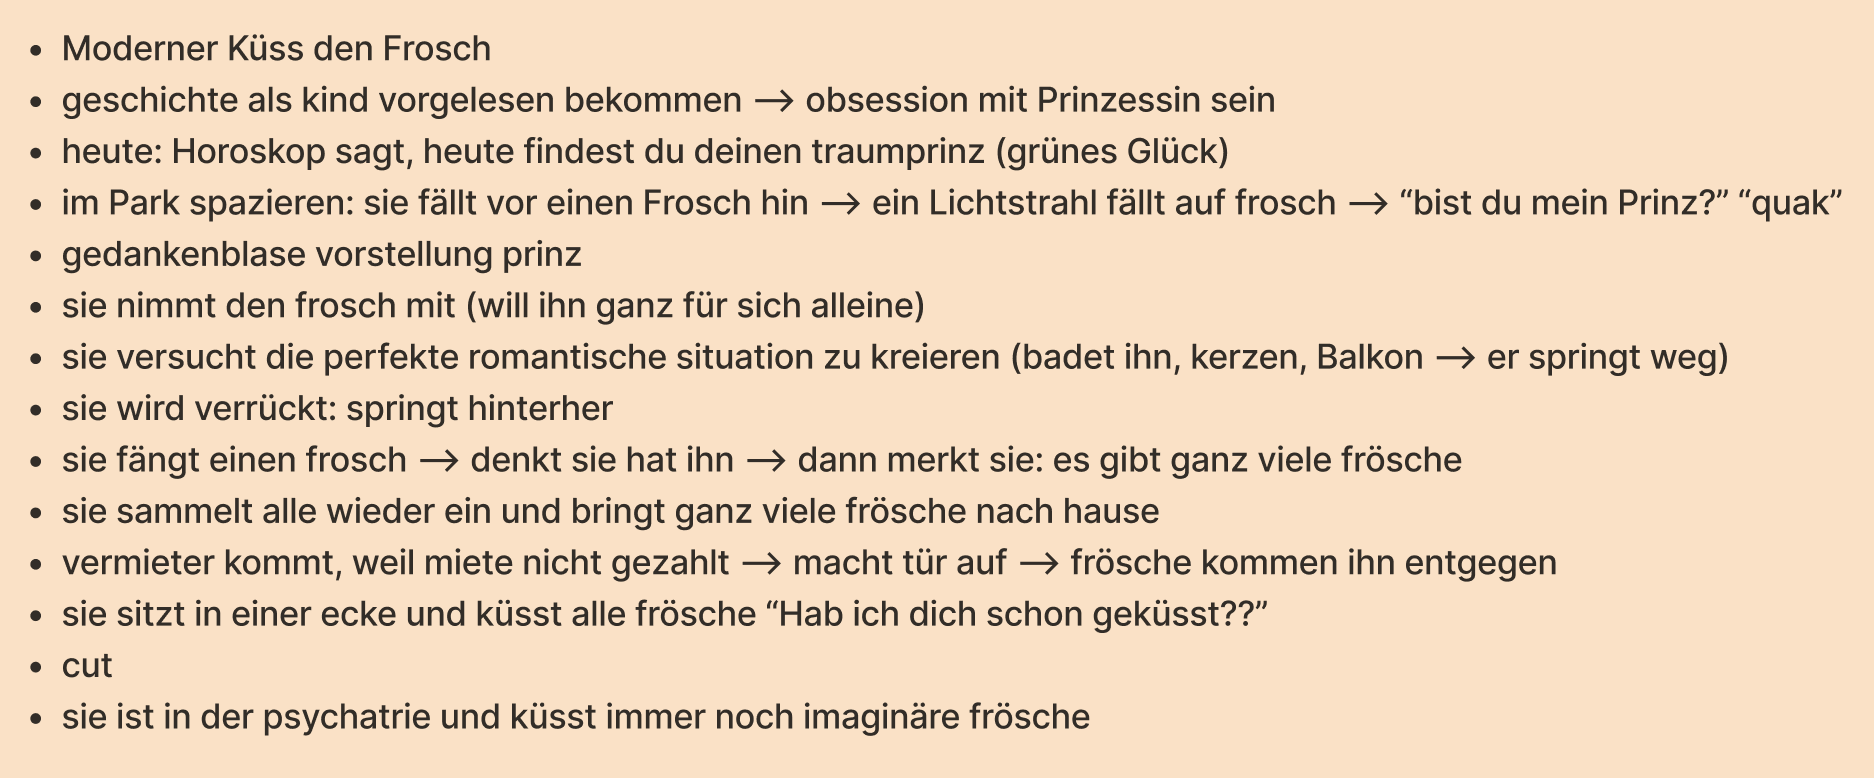 • Moderner Küss den Frosch
• geschichte als kind vorgelesen bekommen → obsession mit Prinzessin sein
• heute: Horoskop sagt, heute findest du deinen traumprinz (grünes Glück)
• im Park spazieren: sie fällt vor einen Frosch hin → ein Lichtstrahl fällt auf frosch → “bist du mein Prinz?” “quak”
• gedankenblase vorstellung prinz
• sie nimmt den frosch mit (will ihn ganz für sich alleine)
• sie versucht die perfekte romantische situation zu kreieren (badet ihn, kerzen, Balkon → er springt weg)
• sie wird verrückt: springt hinterher
• sie fängt einen frosch → denkt sie hat ihn → dann merkt sie: es gibt ganz viele frösche
• sie sammelt alle wieder ein und bringt ganz viele frösche nach hause
• vermieter kommt, weil miete nicht gezahlt → macht tür auf → frösche kommen ihn entgegen
• sie sitzt in einer ecke und küsst alle frösche “Hab ich dich schon geküsst??”
• cut
• sie ist in der psychatrie und küsst immer noch imaginäre frösche